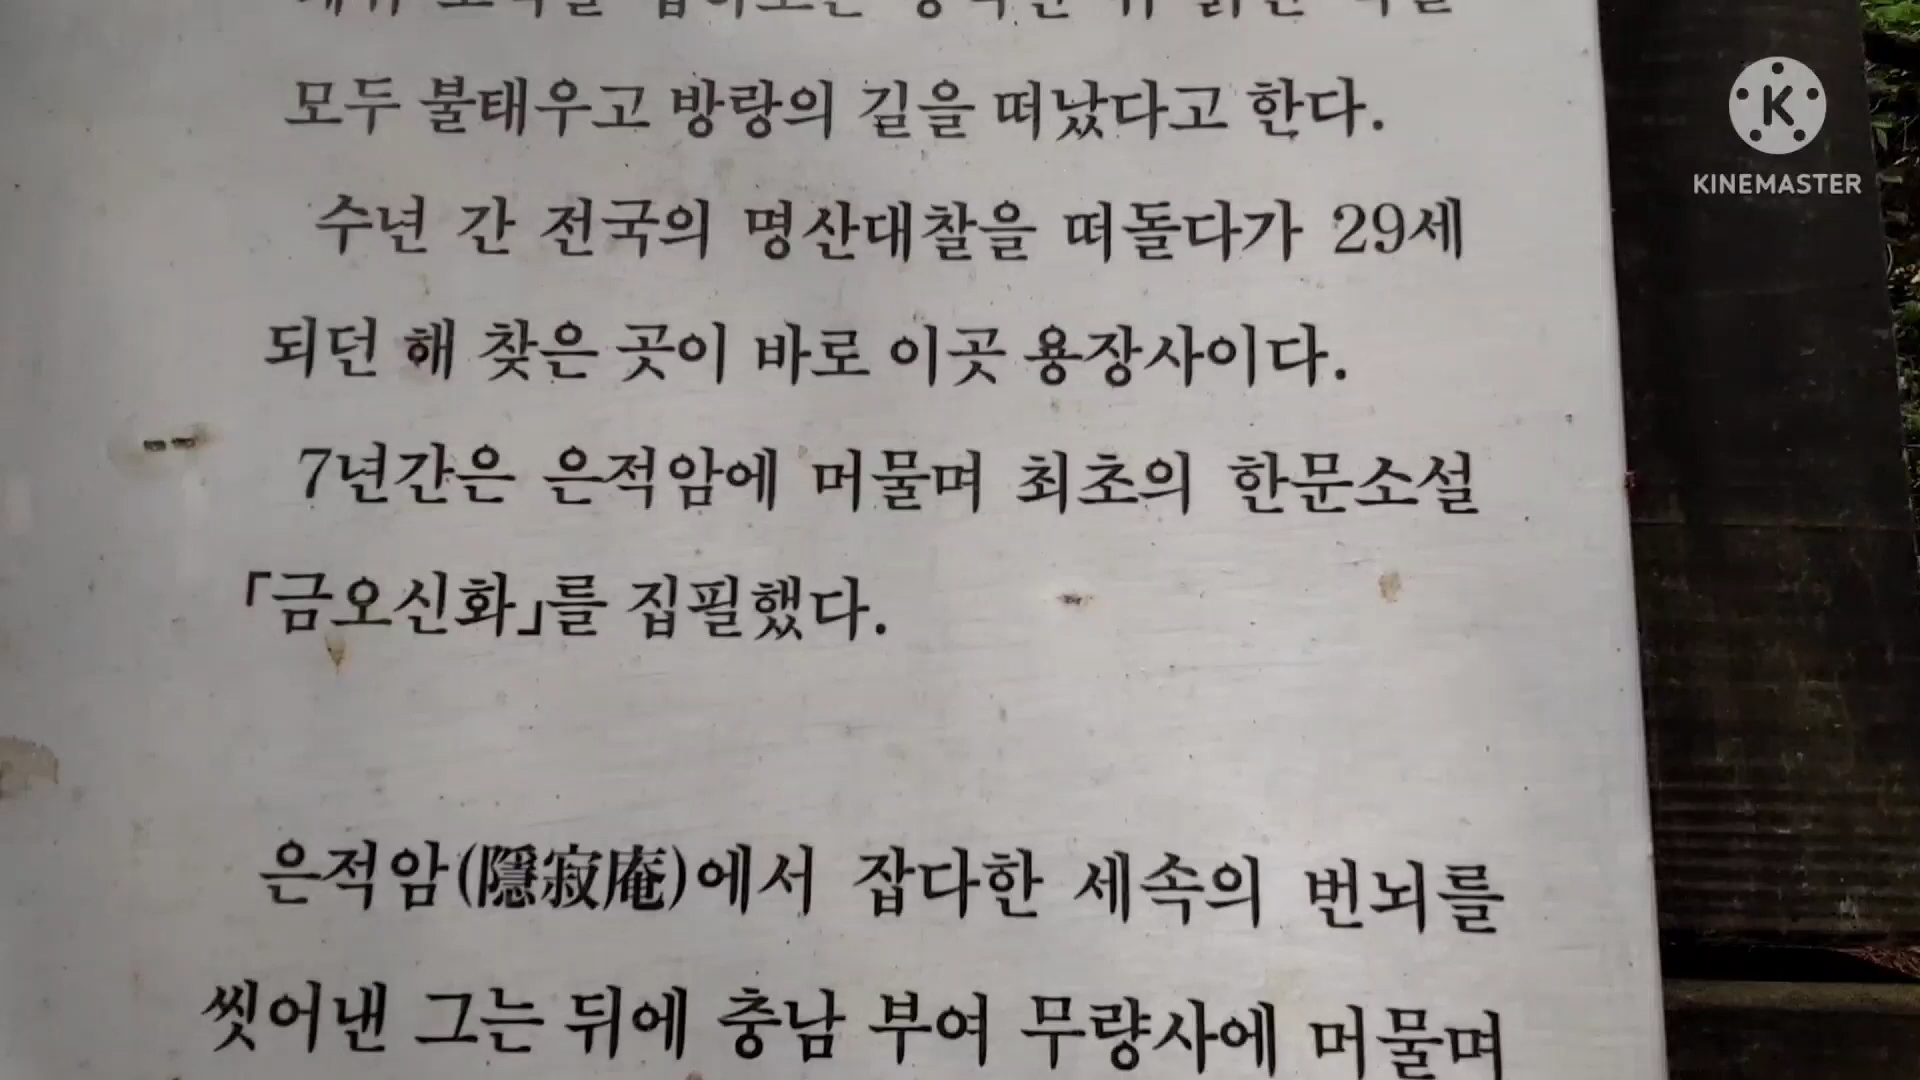 모두 불태우고 방랑의 길을 떠났다고 한다.
수년 간 전국의 명산대찰을 떠돌다가 29세
되던 해 찾은 곳이 바로 이곳 용장사이다.
7년간은 은적암에 머물며 최초의 한문소설
「금오신화」를 집필했다.
은적암(隱寂庵)에서 잡다한 세속의 번뇌를
씻어낸 그는 뒤에 충남 부여 무량사에 머물며
KINEMASTER